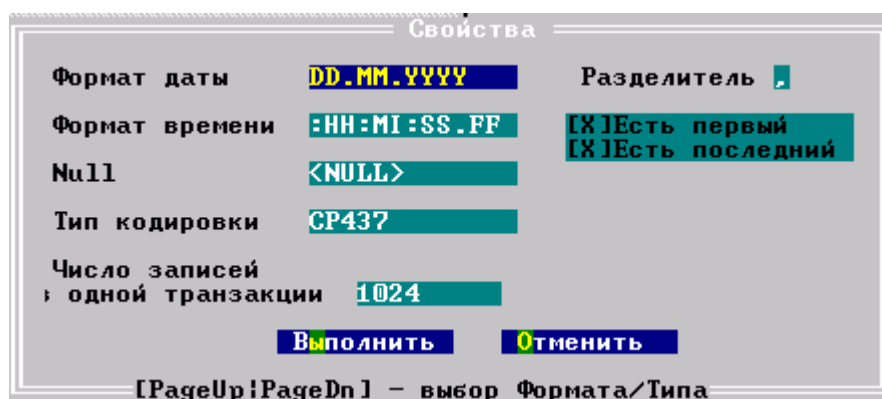 Свойства
Формат даты DD.MM.YYYY Разделитель ,
Формат времени :HH:MI:SS.FF [X]Есть первый
[X]Есть последний
Null <NULL>
Тип кодировки CP437
Число записей
в одной транзакции 1024
Выполнить Отменить
[PageUp¦PageDn] — выбор Формата/Типа